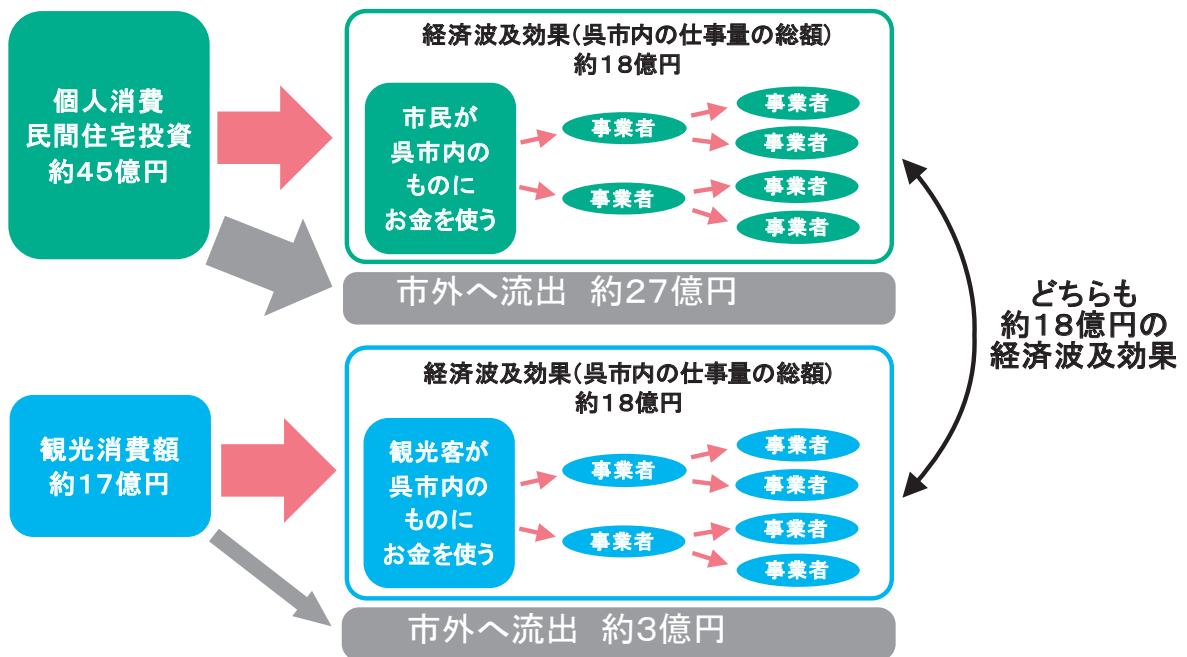 個人消費
民間住宅投資
約45億円
経済波及効果(呉市内の仕事量の総額)
約18億円
市民が
呉市内の
ものに
お金を使う
事業者
事業者
事業者
事業者
事業者
事業者
市外へ流出 約27億円
観光消費額
約17億円
経済波及効果(呉市内の仕事量の総額)
約18億円
観光客が
呉市内の
ものに
お金を使う
事業者
事業者
事業者
事業者
事業者
事業者
市外へ流出 約3億円
どちらも
約18億円の
経済波及効果